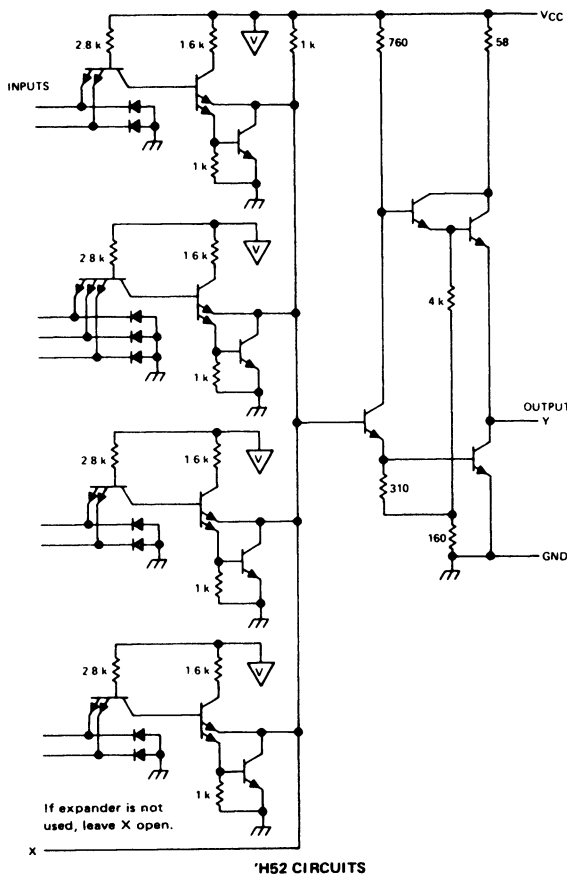 VCC
2.8 k
1.6 k
V
1 k
760
58
INPUTS
1 k
2.8 k
1.6 k
V
4 k
1 k
OUTPUT
Y
2.8 k
1.6 k
V
310
160
1 k
GND
2.8 k
1.6 k
V
1 k
If expander is not
used, leave X open.
X
'H52 CIRCUITS